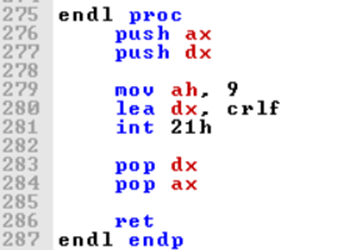 275 endl proc
276 push ax
277 push dx
278
279 mov ah, 9
280 lea dx, crlf
281 int 21h
282
283 pop dx
284 pop ax
285
286 ret
287 endl endp